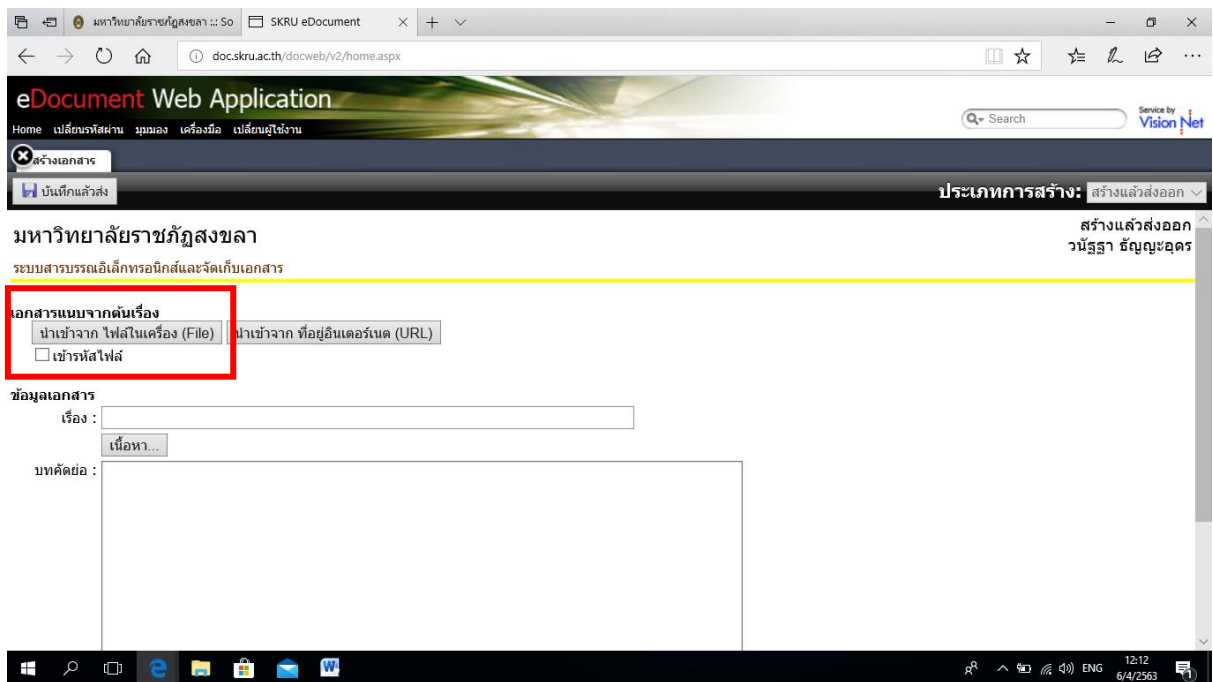 มหาวิทยาลัยราชภัฏสงขลา ::: So
SKRU eDocument
doc.skru.ac.th/docweb/v2/home.aspx
eDocument Web Application
Home เปลี่ยนรหัสผ่าน มุมมอง เครื่องมือ เปลี่ยนผู้ใช้งาน
Search
Service by
Vision Net
สร้างเอกสาร
บันทึกแล้วส่ง
ประเภทการสร้าง: สร้างแล้วส่งออก
มหาวิทยาลัยราชภัฏสงขลา
สร้างแล้วส่งออก
วนัฐฐา ธัญญะอุดร
ระบบสารบรรณอิเล็กทรอนิกส์และจัดเก็บเอกสาร
เอกสารแนบจากต้นเรื่อง
นำเข้าจาก ไฟล์ในเครื่อง (File) นำเข้าจาก ที่อยู่อินเตอร์เนต (URL)
เข้ารหัสไฟล์
ข้อมูลเอกสาร
เรื่อง :
เนื้อหา...
บทคัดย่อ :
ENG
12:12
6/4/2563